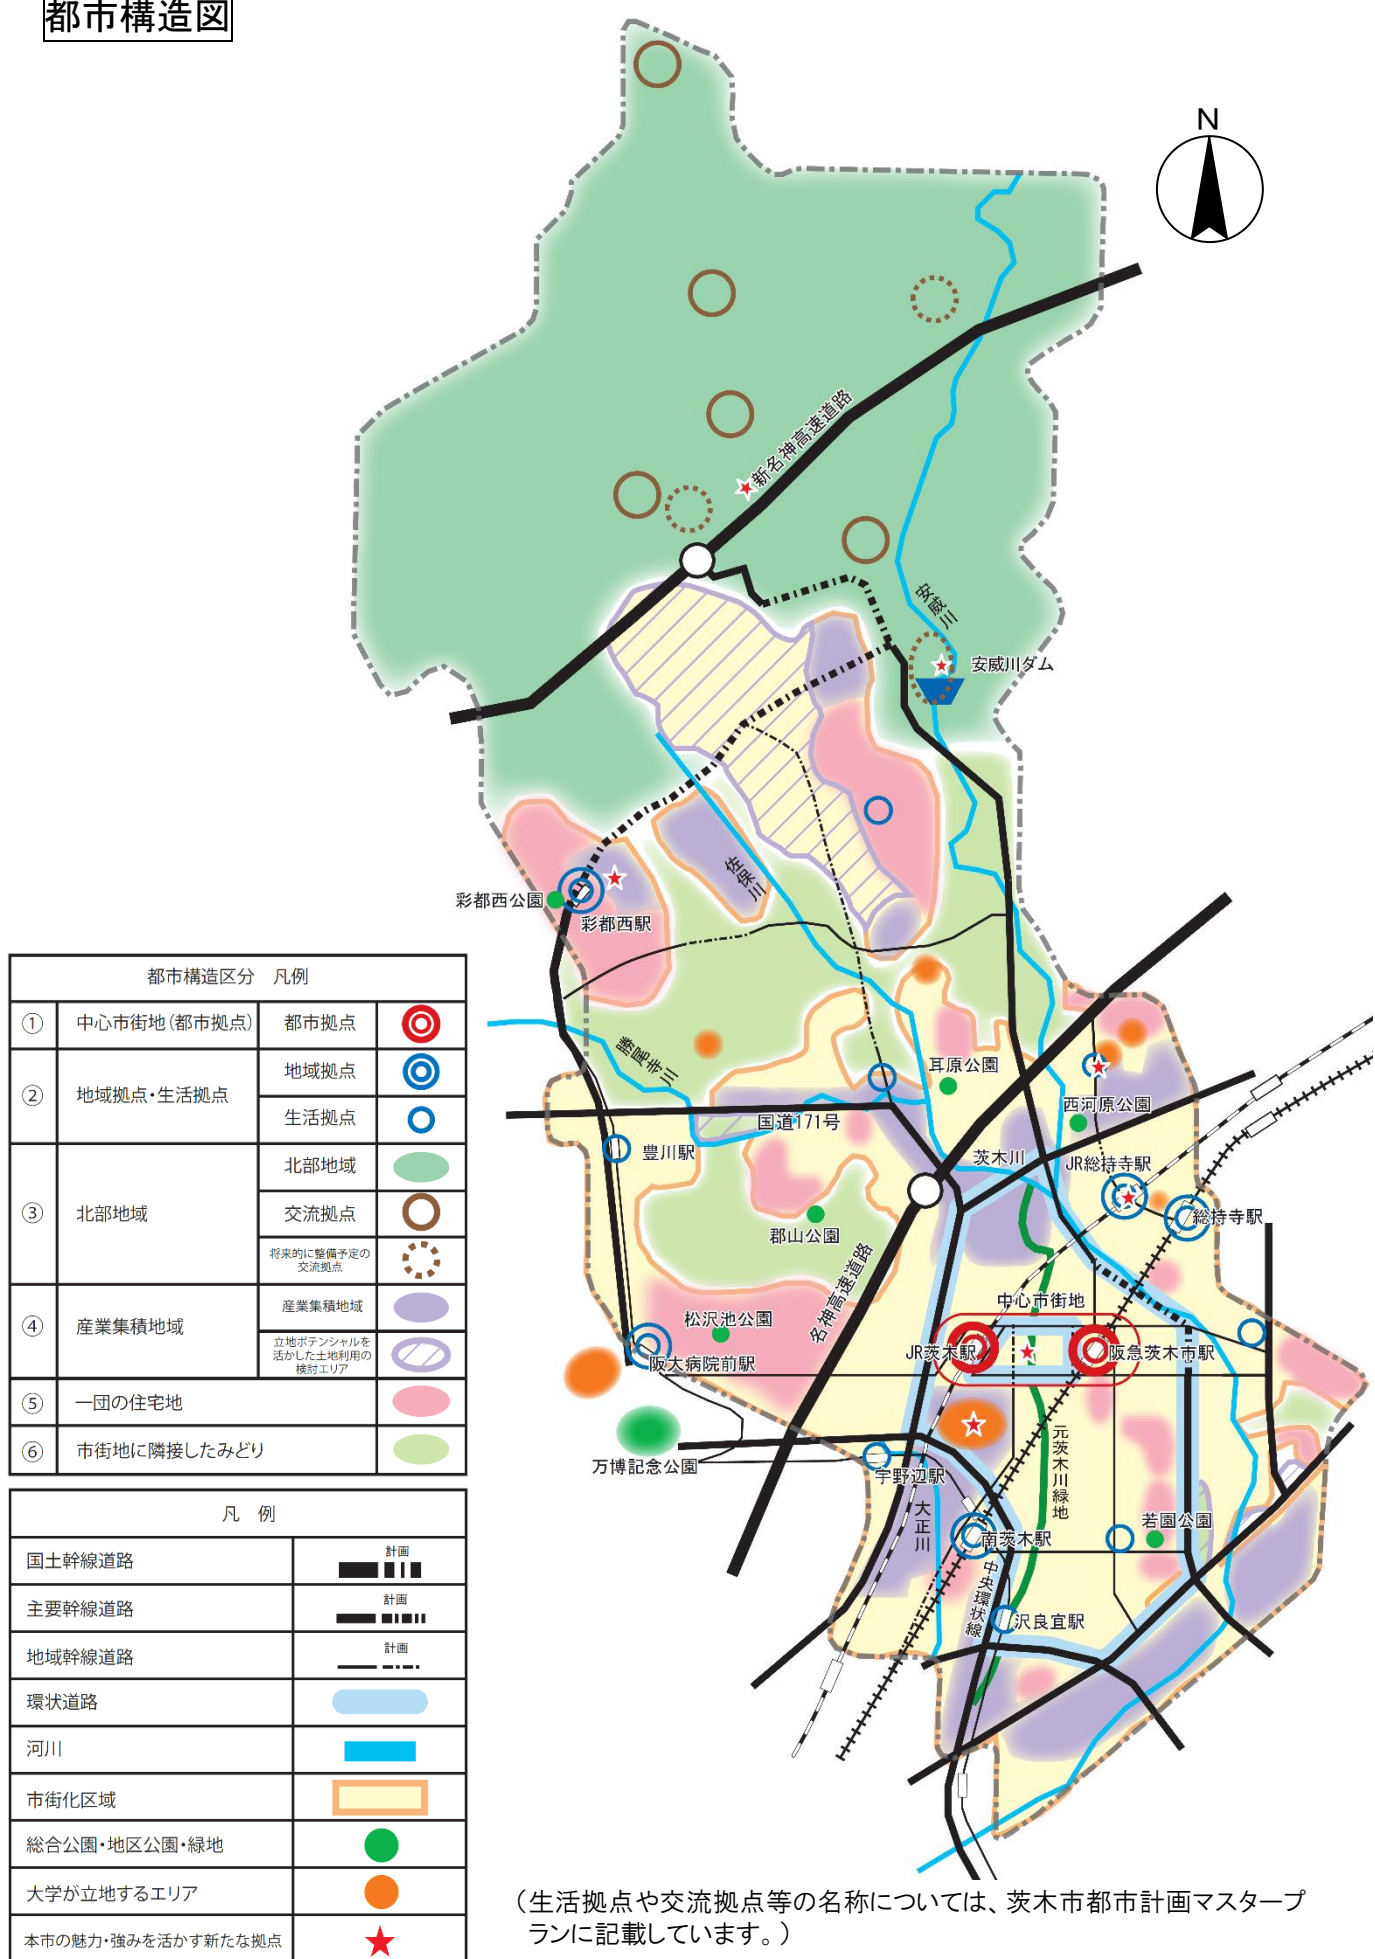 都市構造図
N
新名神高速道路
安威川
安威川ダム
佐保川
彩都西公園
彩都西駅
勝尾寺川
耳原公園
西河原公園
国道171号
豊川駅
茨木川
JR総持寺駅
総持寺駅
郡山公園
名神高速道路
中心市街地
松沢池公園
JR茨木駅
阪急茨木市駅
阪大病院前駅
万博記念公園
宇野辺駅
元茨木川緑地
大正川
南茨木駅
若園公園
中央環状線
沢良宜駅
都市構造区分 凡例
① 中心市街地(都市拠点) 都市拠点
② 地域拠点・生活拠点 地域拠点
生活拠点
③ 北部地域 北部地域
交流拠点
将来的に整備予定の
交流拠点
④ 産業集積地域 産業集積地域
立地ポテンシャルを
活かした土地利用の
検討エリア
⑤ 一団の住宅地
⑥ 市街地に隣接したみどり
凡 例
国土幹線道路 計画
主要幹線道路 計画
地域幹線道路 計画
環状道路
河川
市街化区域
総合公園・地区公園・緑地
大学が立地するエリア
本市の魅力・強みを活かす新たな拠点
(生活拠点や交流拠点等の名称については、茨木市都市計画マスタープ
ランに記載しています。)